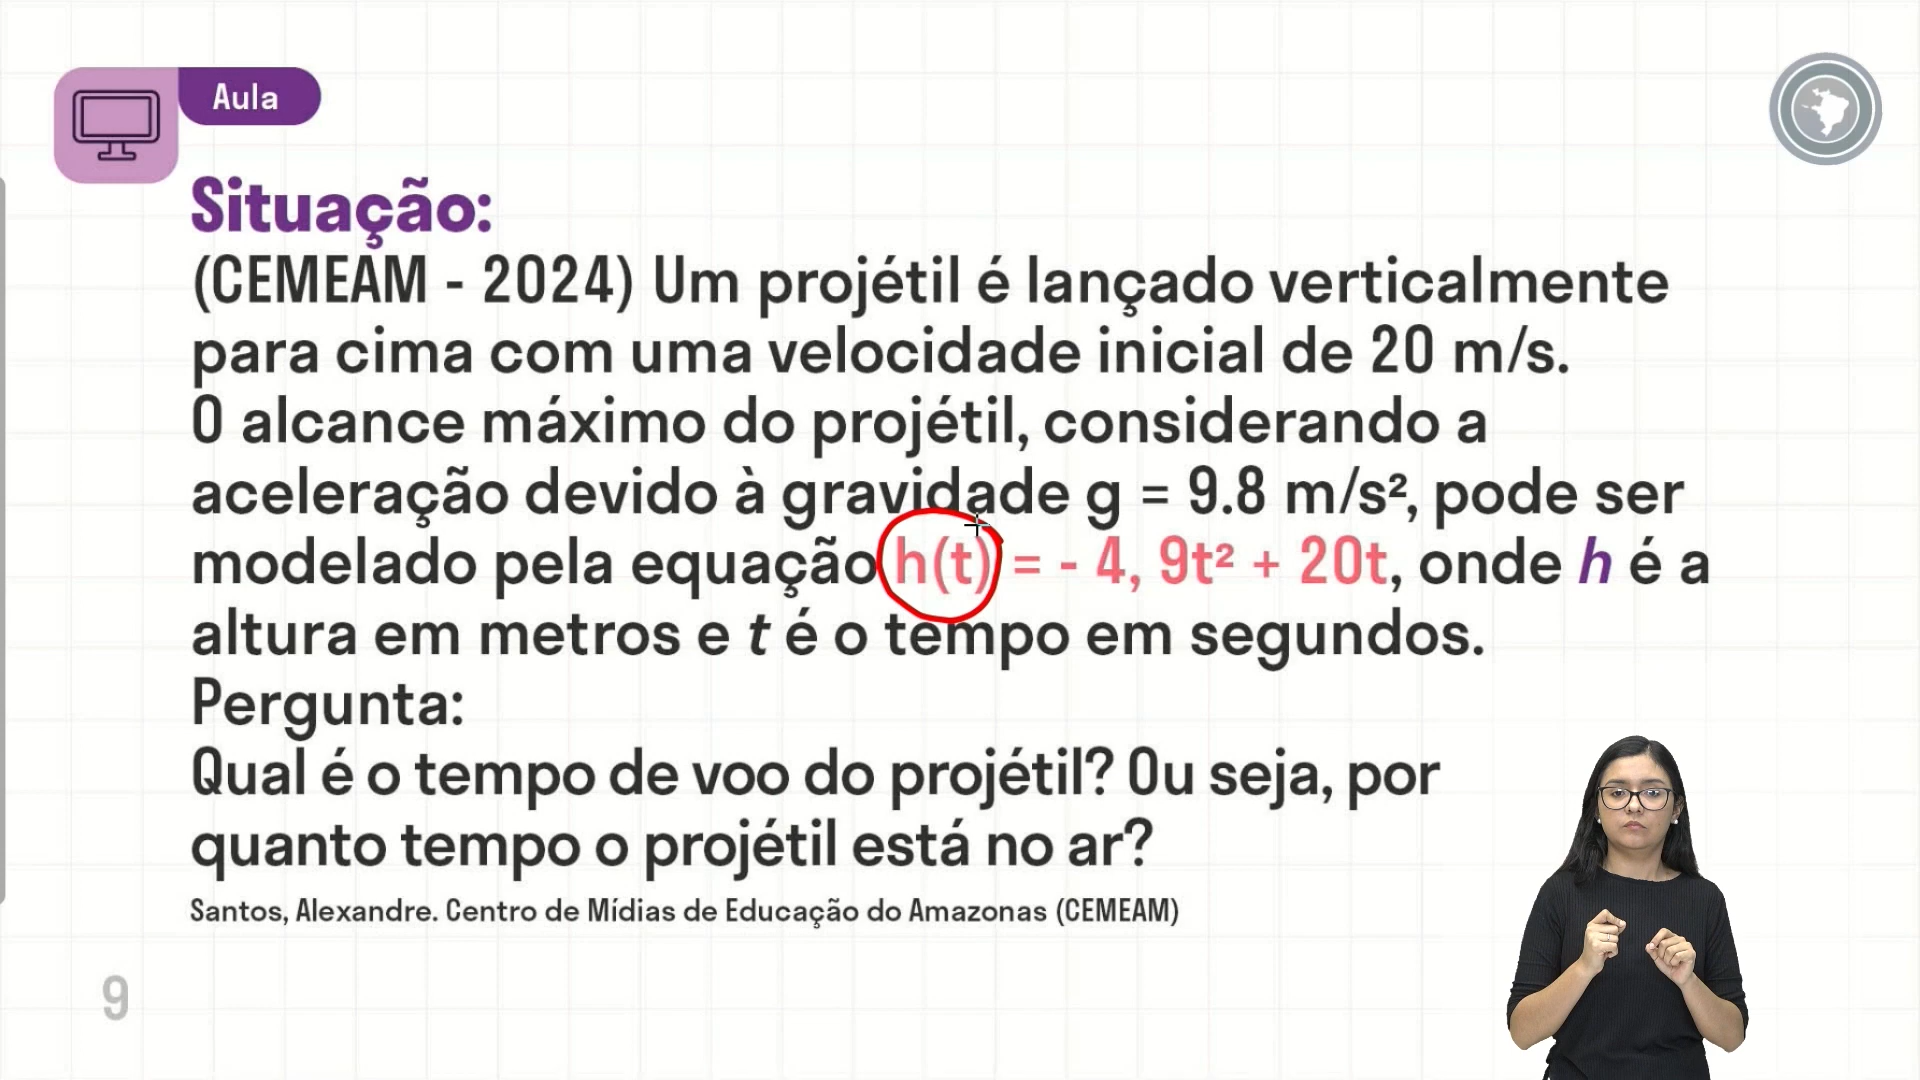 Aula
Situação:
(CEMEAM - 2024) Um projétil é lançado verticalmente
para cima com uma velocidade inicial de 20 m/s.
O alcance máximo do projétil, considerando a
aceleração devido à gravidade g = 9.8 m/s², pode ser
modelado pela equação h(t) = - 4, 9t² + 20t, onde h é a
altura em metros e t é o tempo em segundos.
Pergunta:
Qual é o tempo de voo do projétil? Ou seja, por
quanto tempo o projétil está no ar?
Santos, Alexandre. Centro de Mídias de Educação do Amazonas (CEMEAM)
9